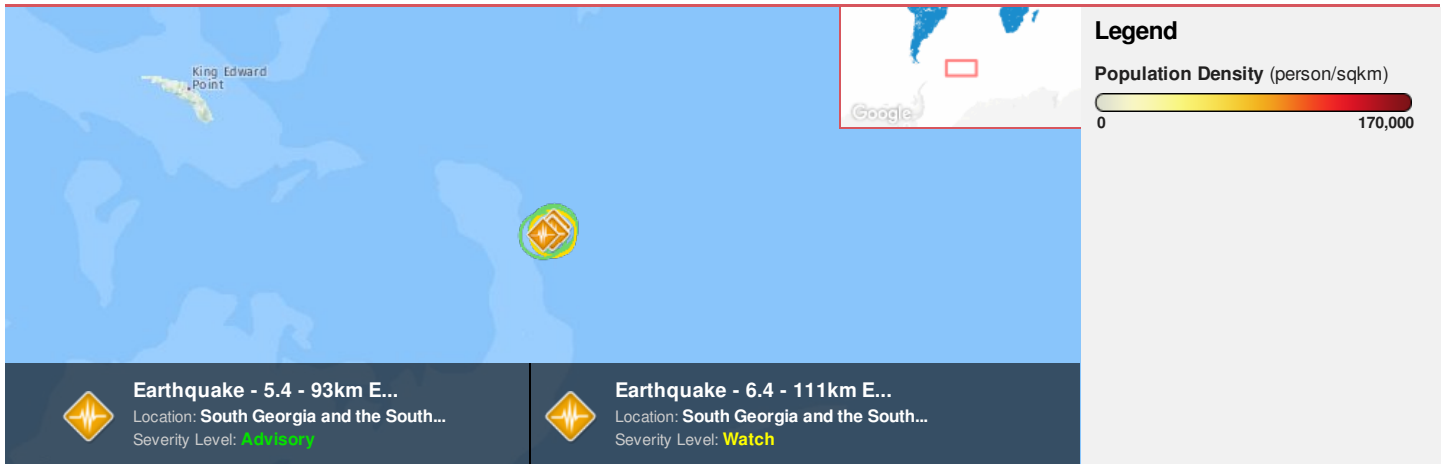 King Edward
Point
Google
Legend
Population Density (person/sqkm)
0
170,000
Earthquake - 5.4 - 93km E...
Location: South Georgia and the South...
Severity Level: Advisory
Earthquake - 6.4 - 111km E...
Location: South Georgia and the South...
Severity Level: Watch